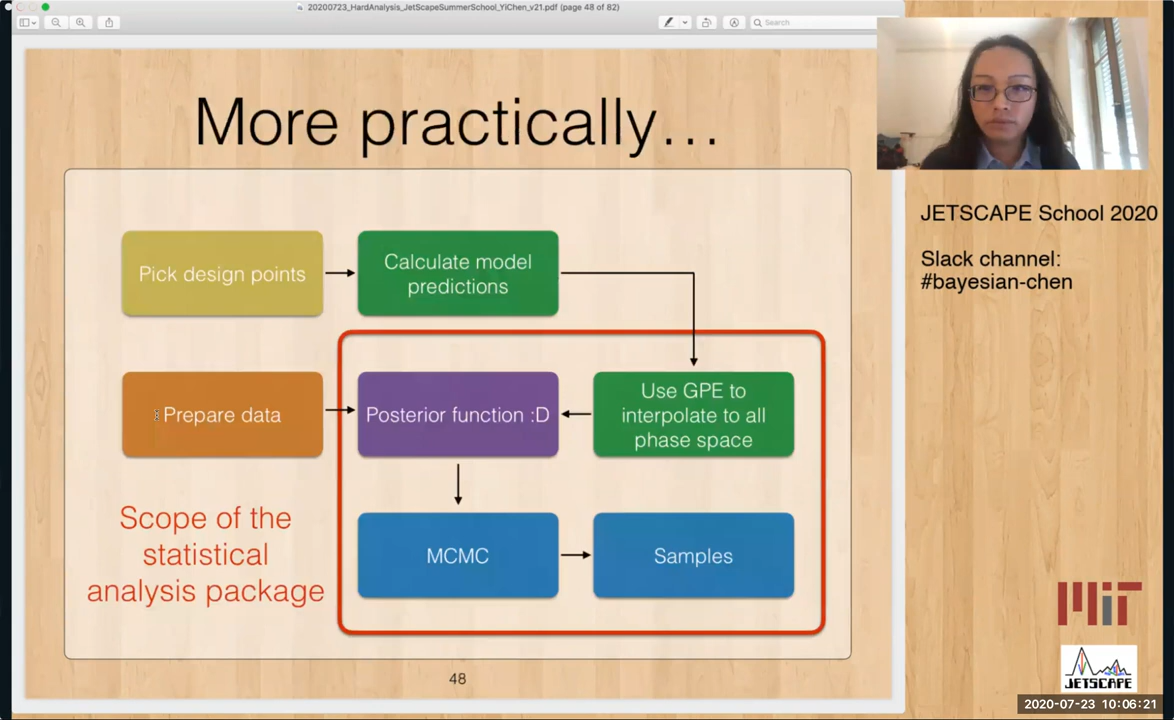 20200723_HardAnalysis_JetScapeSummerSchool_YiChen_v21.pdf (page 48 of 82)
Search
More practically…
Pick design points
Calculate model
predictions
Prepare data
Posterior function :D
Use GPE to
interpolate to all
phase space
Scope of the
statistical
analysis package
MCMC
Samples
48
JETSCAPE School 2020
Slack channel:
#bayesian-chen
MIT
JETSCAPE
2020-07-23 10:06:21